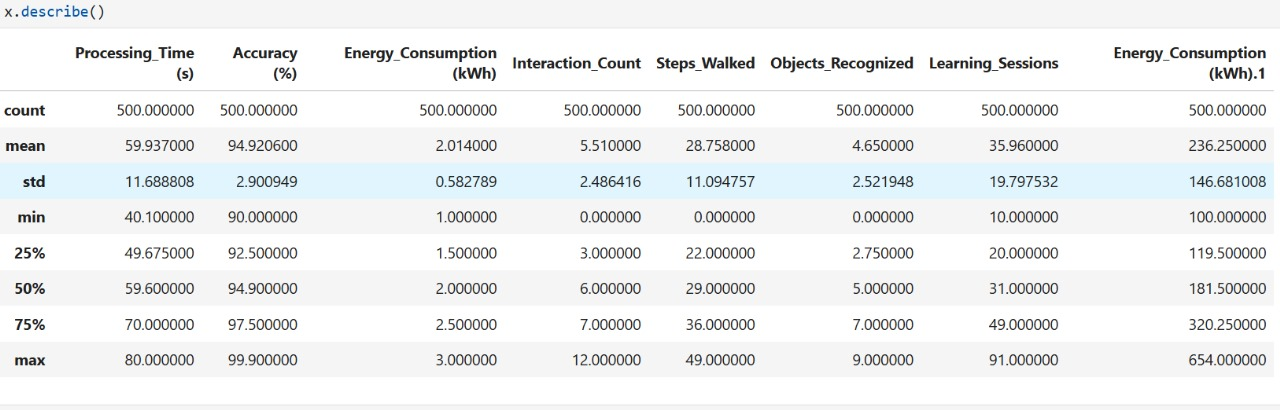 x.describe()
Processing_Time (s) Accuracy (%) Energy_Consumption (kWh) Interaction_Count Steps_Walked Objects_Recognized Learning_Sessions Energy_Consumption (kWh).1
count 500.000000 500.000000 500.000000 500.000000 500.000000 500.000000 500.000000 500.000000
mean 59.937000 94.920600 2.014000 5.510000 28.758000 4.650000 35.960000 236.250000
std 11.688808 2.900949 0.582789 2.486416 11.094757 2.521948 19.797532 146.681008
min 40.100000 90.000000 1.000000 0.000000 0.000000 0.000000 10.000000 100.000000
25% 49.675000 92.500000 1.500000 3.000000 22.000000 2.750000 20.000000 119.500000
50% 59.600000 94.900000 2.000000 6.000000 29.000000 5.000000 31.000000 181.500000
75% 70.000000 97.500000 2.500000 7.000000 36.000000 7.000000 49.000000 320.250000
max 80.000000 99.900000 3.000000 12.000000 49.000000 9.000000 91.000000 654.000000